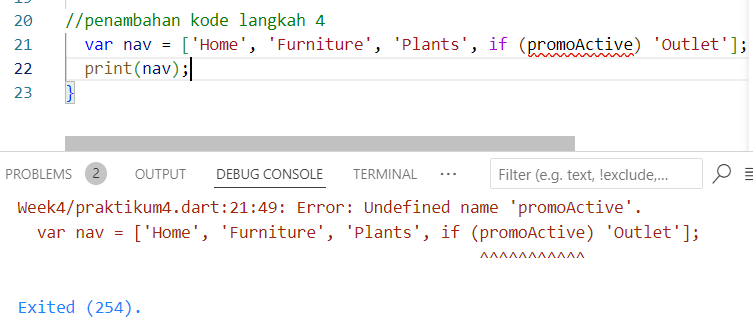 20 //penambahan kode langkah 4
21 var nav = ['Home', 'Furniture', 'Plants', if (promoActive) 'Outlet'];
22 print(nav);
23 }
PROBLEMS 2 OUTPUT DEBUG CONSOLE TERMINAL ··· Filter (e.g. text, !exclude,...
Week4/praktikum4.dart:21:49: Error: Undefined name 'promoActive'.
var nav = ['Home', 'Furniture', 'Plants', if (promoActive) 'Outlet'];
^^^^^^^^^^^
Exited (254).